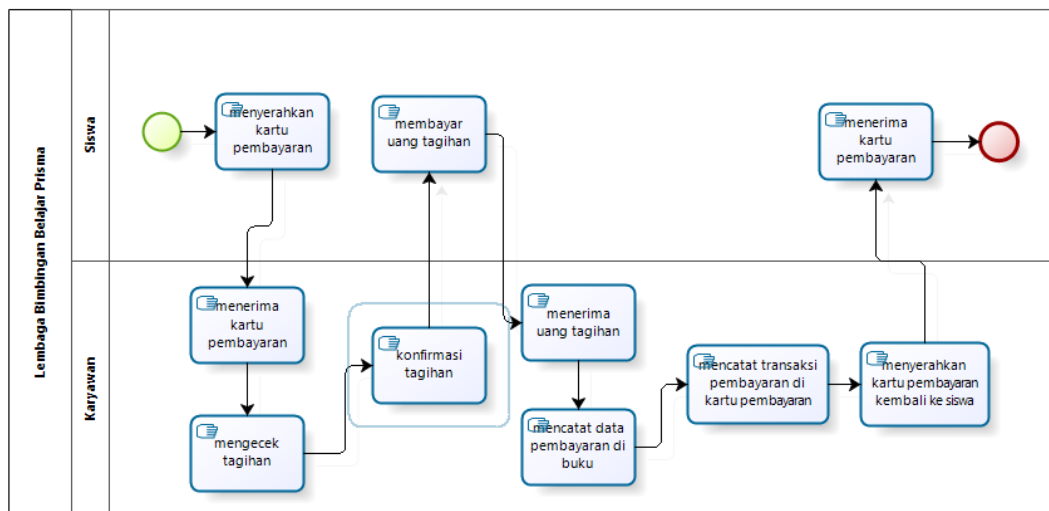 Lembaga Bimbingan Belajar Prisma
Siswa
menyerahkan
kartu
pembayaran
membayar
uang tagihan
menerima
kartu
pembayaran
Karyawan
menerima
kartu
pembayaran
mengecek
tagihan
konfirmasi
tagihan
menerima
uang tagihan
mencatat data
pembayaran di
buku
mencatat transaksi
pembayaran di
kartu pembayaran
menyerahkan
kartu pembayaran
kembali ke siswa